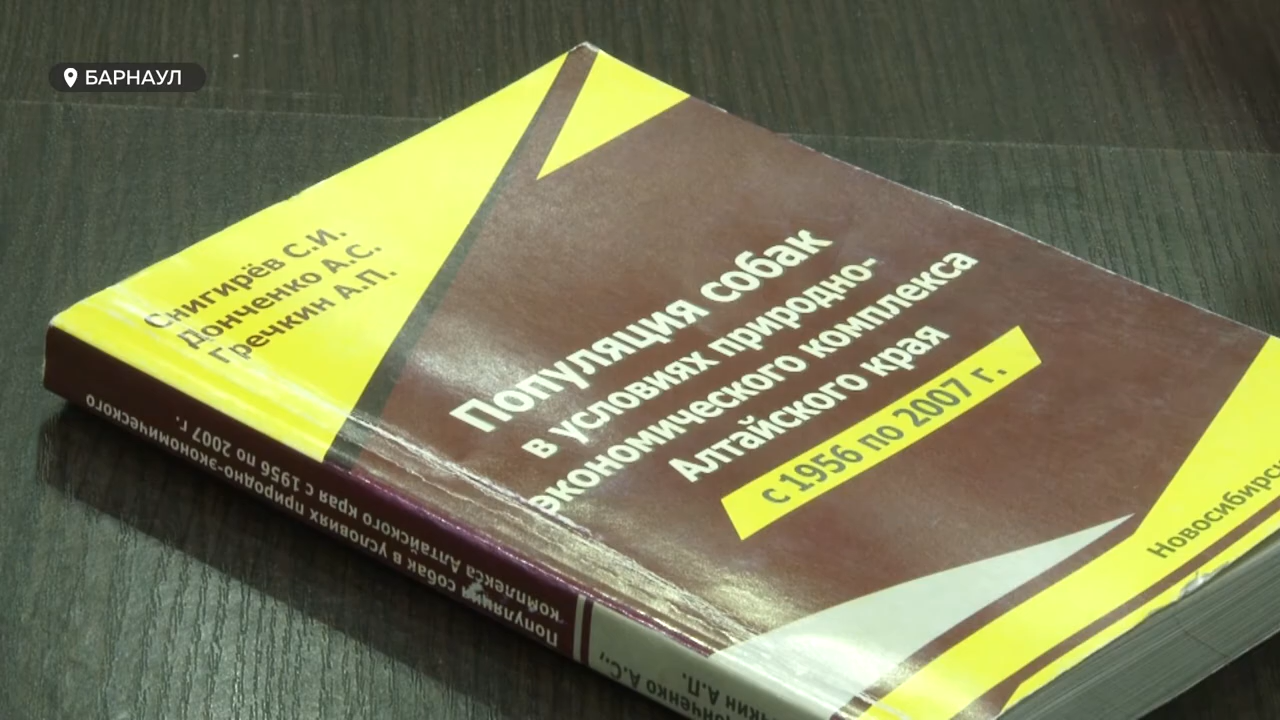 БАРНАУЛ
Снигирёв С.И.
Донченко А.С.
Гречкин А.П.
Популяция собак
в условиях природно-
экономического комплекса
Алтайского края
с 1956 по 2007 г.
Популяция собак в условиях природно-экономического
комплекса Алтайского края с 1956 по 2007 г.